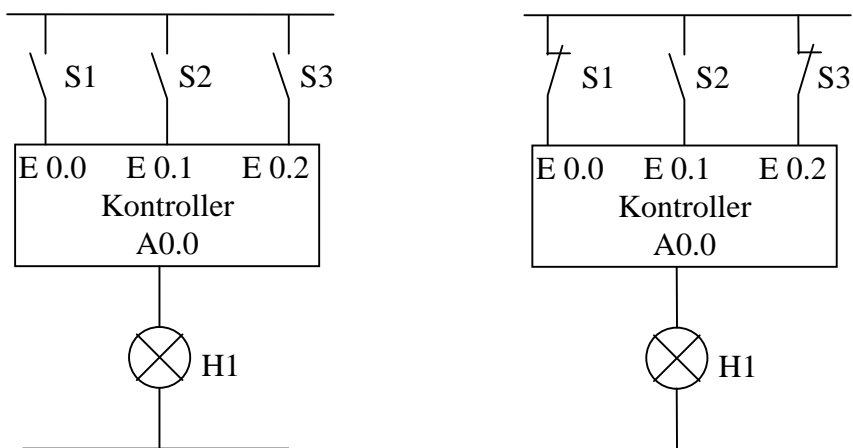 S1 S2 S3
E 0.0 E 0.1 E 0.2
Kontroller
A0.0
H1
S1 S2 S3
E 0.0 E 0.1 E 0.2
Kontroller
A0.0
H1